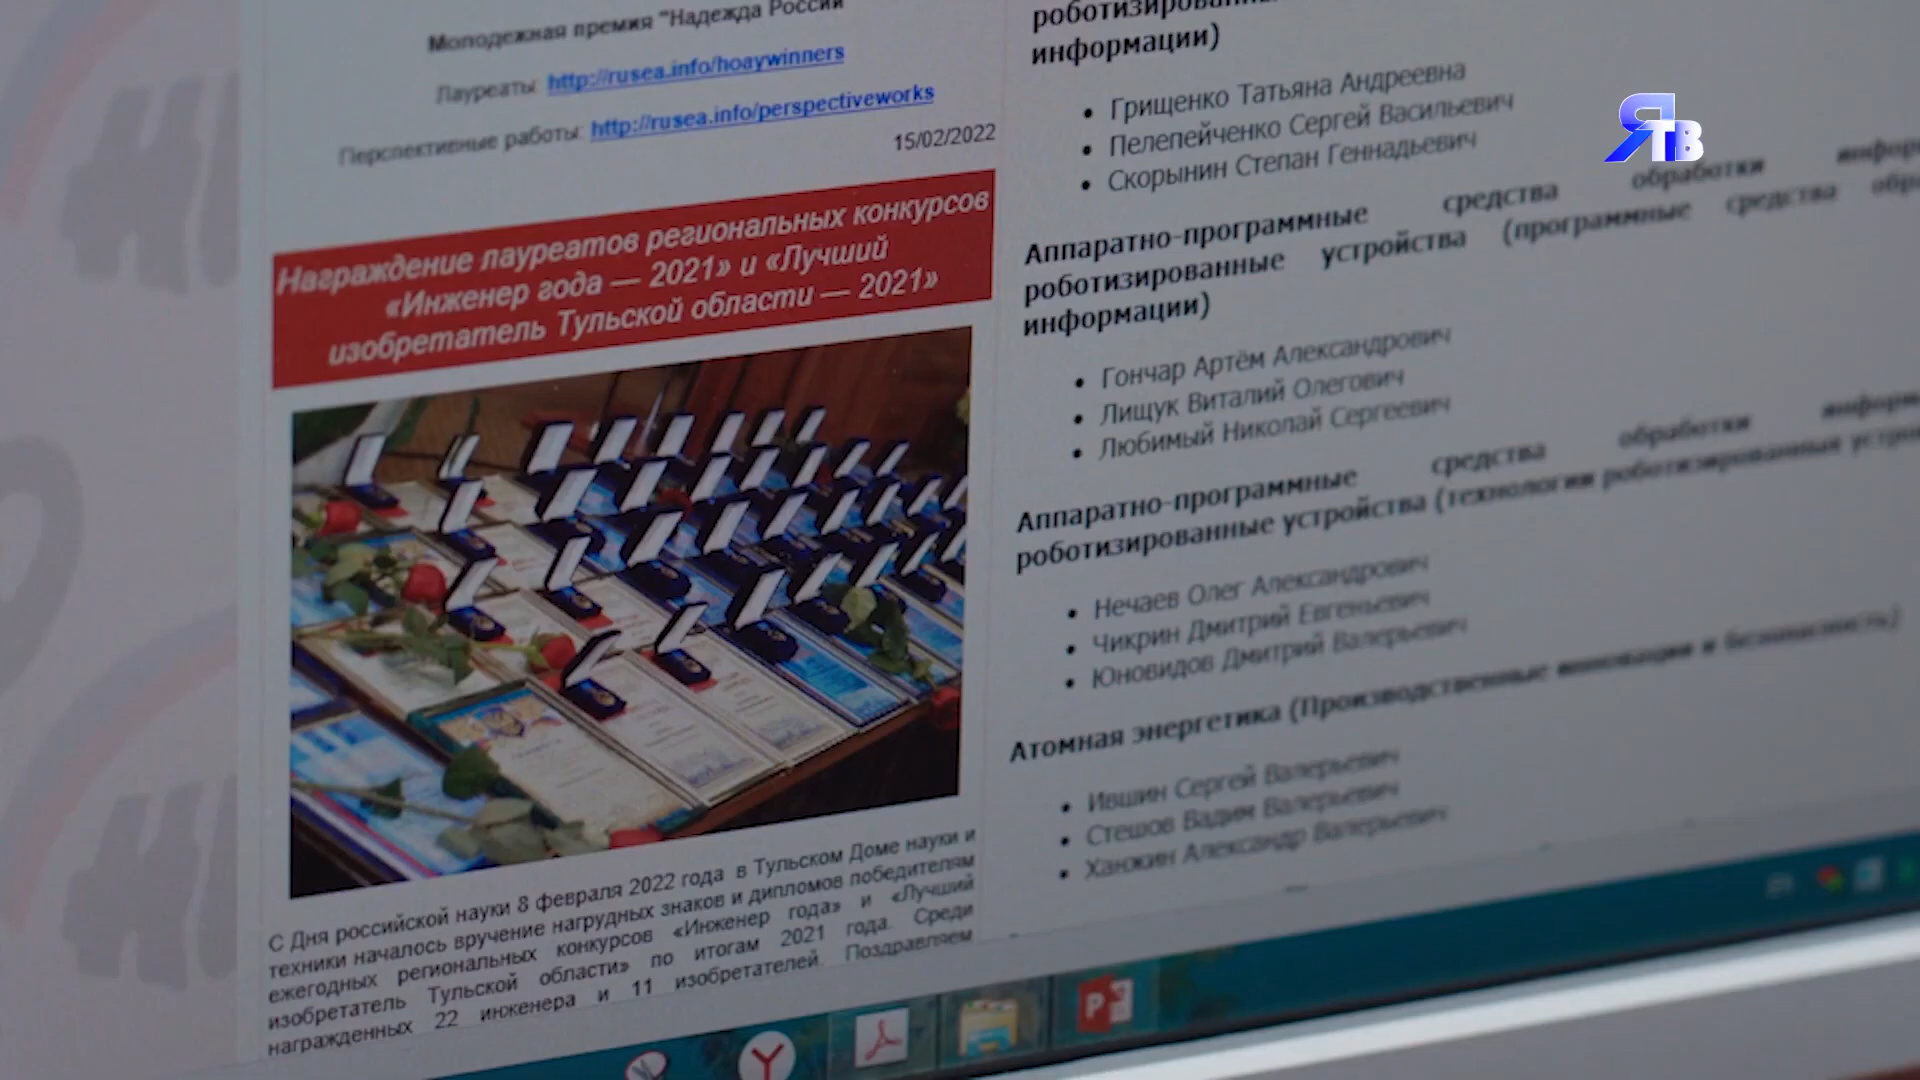 Молодежная премия "Надежда России
Лауреаты: http://rusea.info/hoaywinners
Перспективные работы: http://rusea.info/perspectiveworks
15/02/2022
Награждение лауреатов региональных конкурсов
«Инженер года — 2021» и «Лучший
изобретатель Тульской области — 2021»
С Дня российской науки 8 февраля 2022 года в Тульском Доме науки и
техники началось вручение нагрудных знаков и дипломов победителям
ежегодных региональных конкурсов «Инженер года» и «Лучший
изобретатель Тульской области» по итогам 2021 года. Среди
награжденных 22 инженера и 11 изобретателей. Поздравляем
информации)
• Грищенко Татьяна Андреевна
• Пелепейченко Сергей Васильевич
• Скорынин Степан Геннадьевич
Аппаратно-программные средства обработки
роботизированные устройства (программные средства
информации)
• Гончар Артём Александрович
• Лищук Виталий Олегович
• Любимый Николай Сергеевич
Аппаратно-программные средства обработки
роботизированные устройства (технологии роботизированных
• Нечаев Олег Александрович
• Чикрин Дмитрий Евгеньевич
• Юновидов Дмитрий Валерьевич
Атомная энергетика (Производственные инновации и безопасность)
• Ившин Сергей Валерьевич
• Стешов Вадим Валерьевич
• Ханжин Александр Валерьевич
ЯТВ